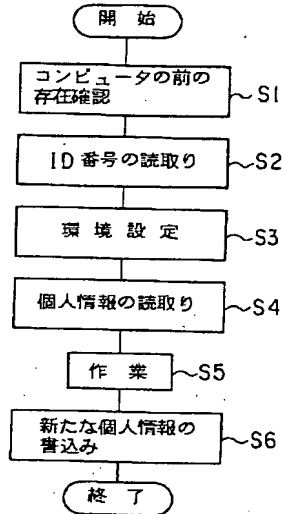 開始
コンピュータの前の
存在確認
S1
ID番号の読取り
S2
環境設定
S3
個人情報の読取り
S4
作業
S5
新たな個人情報の
書込み
S6
終了